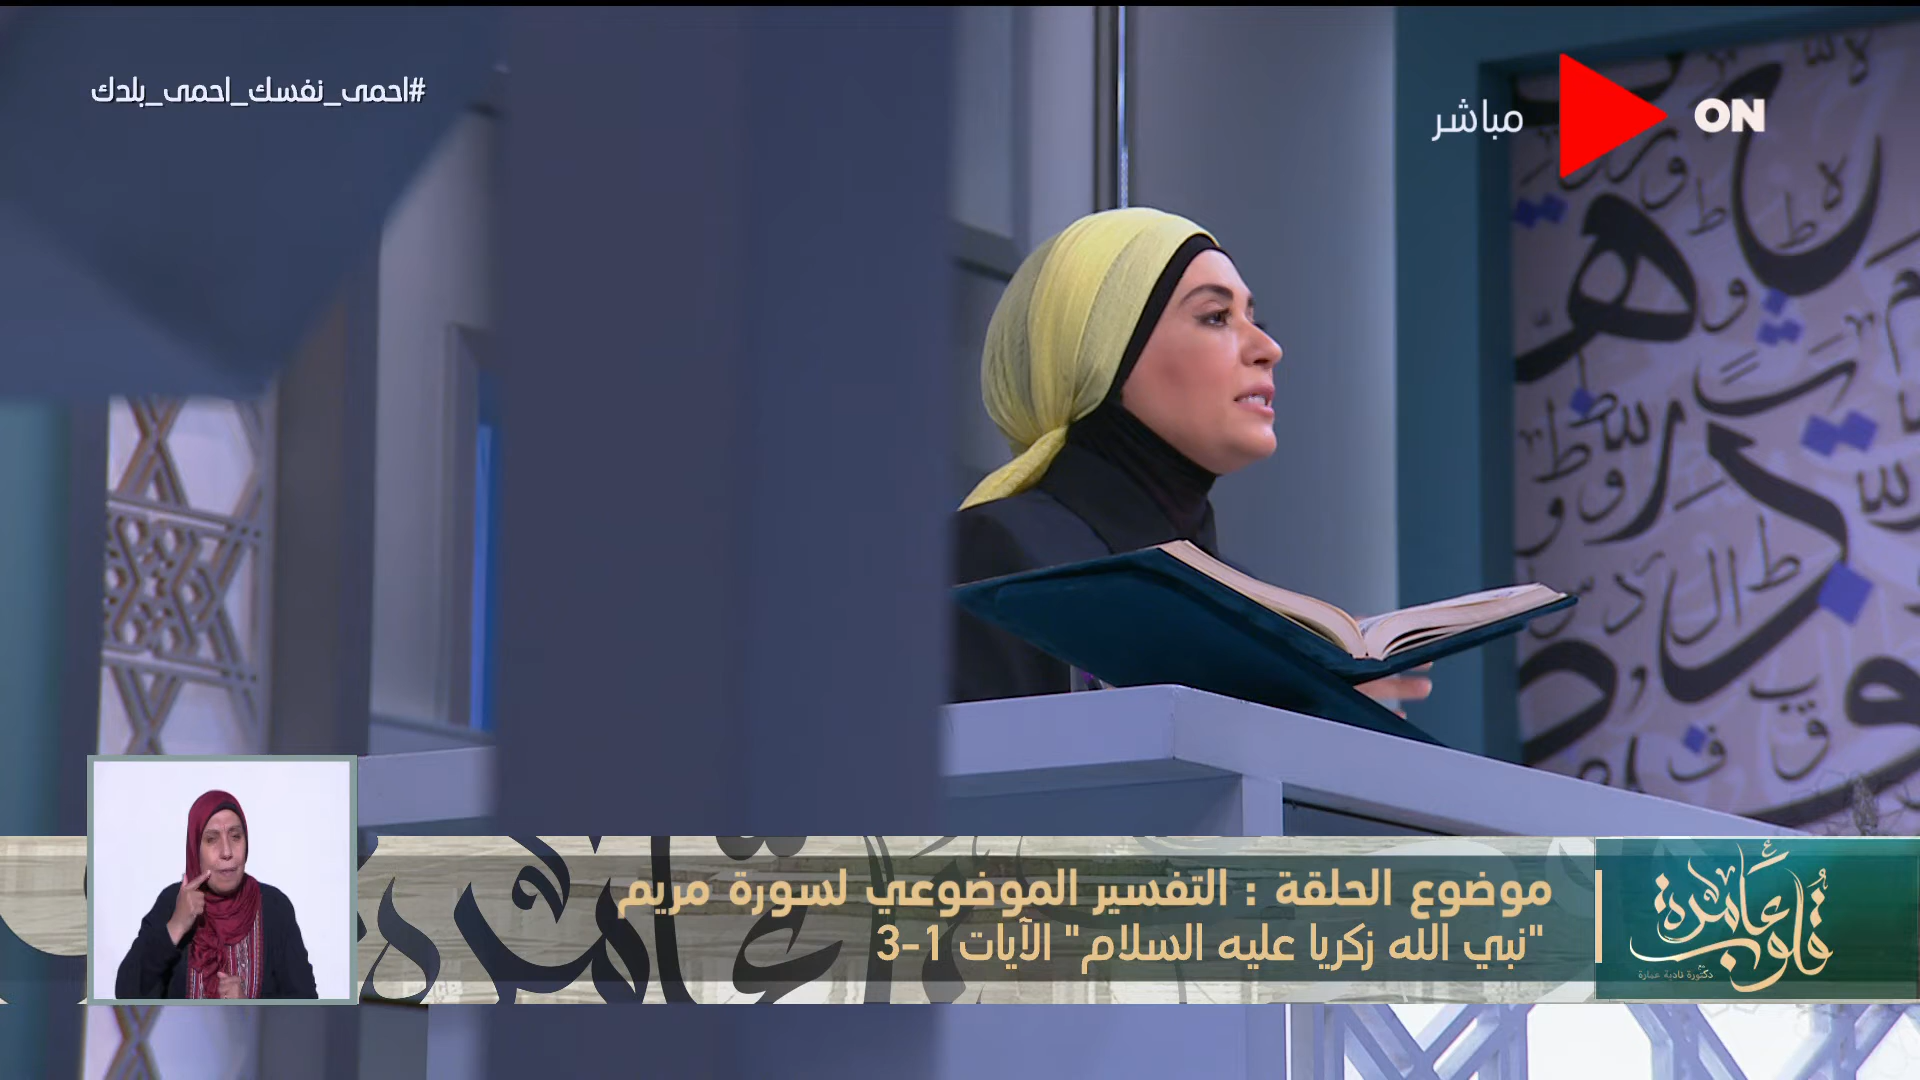 #احمى_نفسك_احمى_بلدك
مباشر
ON
موضوع الحلقة : التفسير الموضوعي لسورة مريم
"نبي الله زكريا عليه السلام" الآيات 1-3
قلوب عامرة
دكتورة نادية عمارة